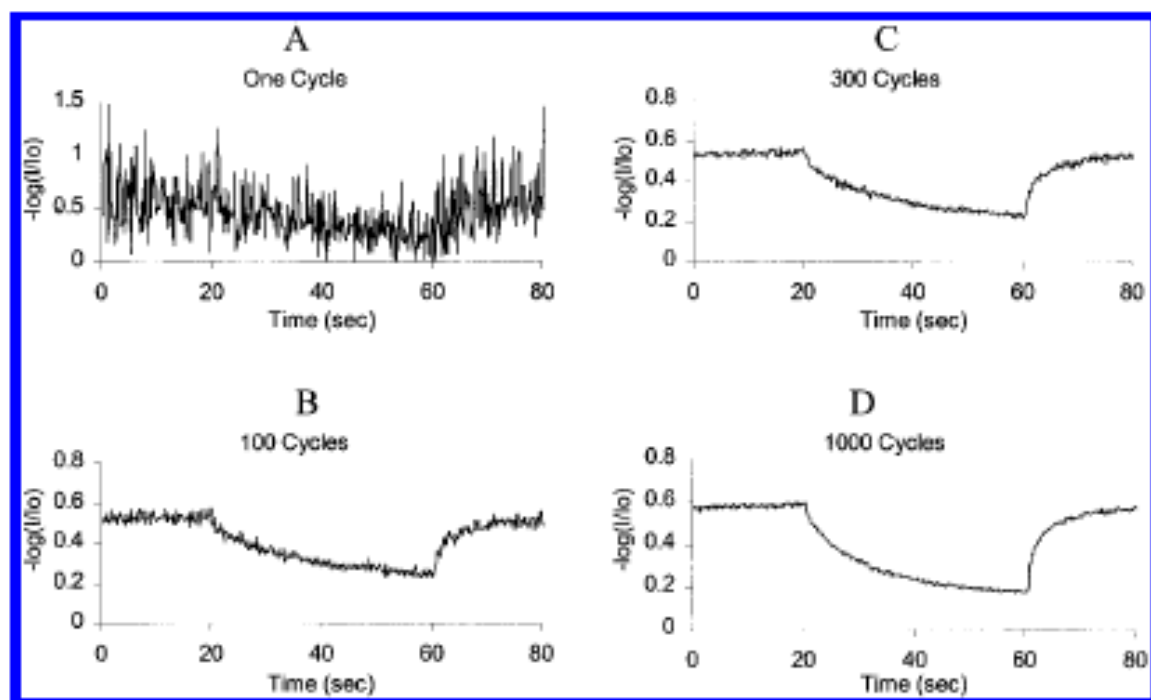 A
One Cycle
1.5
1
0.5
0
-log(I/Io)
0 20 40 60 80
Time (sec)
B
100 Cycles
0.8
0.6
0.4
0.2
0
-log(I/Io)
0 20 40 60 80
Time (sec)
C
300 Cycles
0.8
0.6
0.4
0.2
0
-log(I/Io)
0 20 40 60 80
Time (sec)
D
1000 Cycles
0.8
0.6
0.4
0.2
0
-log(I/Io)
0 20 40 60 80
Time (sec)